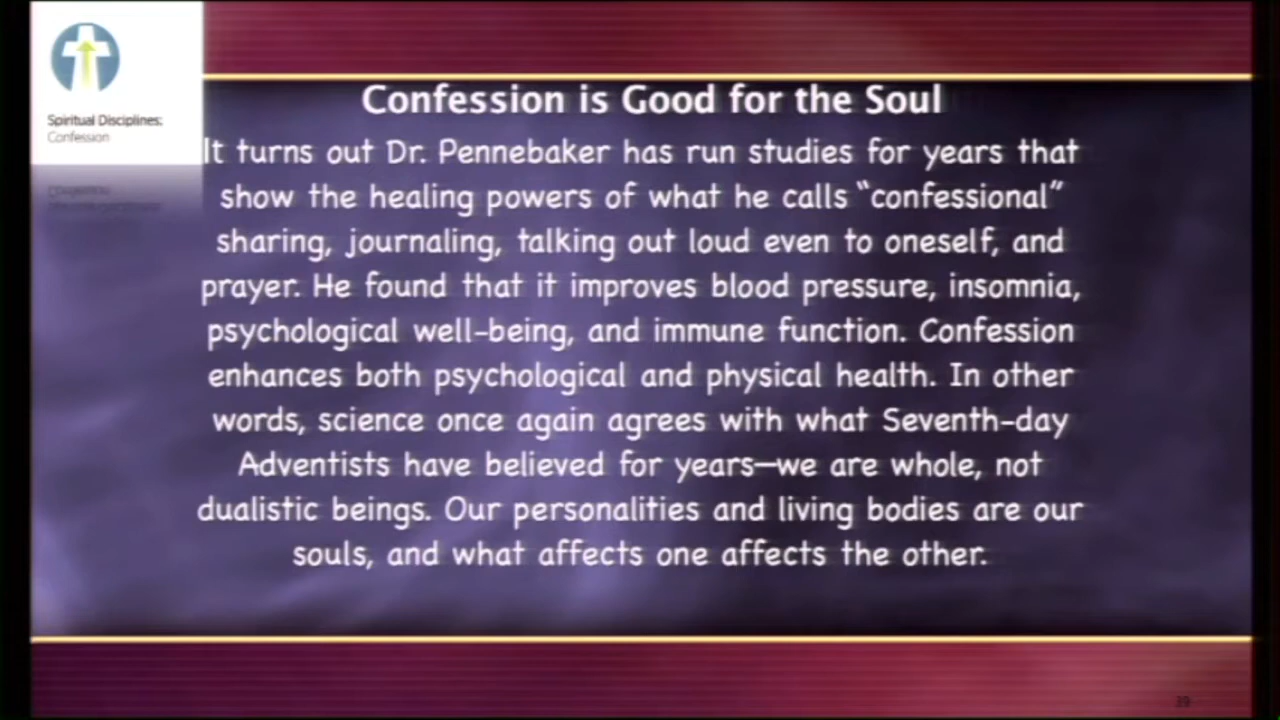 Spiritual Disciplines:
Confession
Confession is Good for the Soul
It turns out Dr. Pennebaker has run studies for years that
show the healing powers of what he calls “confessional”
sharing, journaling, talking out loud even to oneself, and
prayer. He found that it improves blood pressure, insomnia,
psychological well-being, and immune function. Confession
enhances both psychological and physical health. In other
words, science once again agrees with what Seventh-day
Adventists have believed for years—we are whole, not
dualistic beings. Our personalities and living bodies are our
souls, and what affects one affects the other.